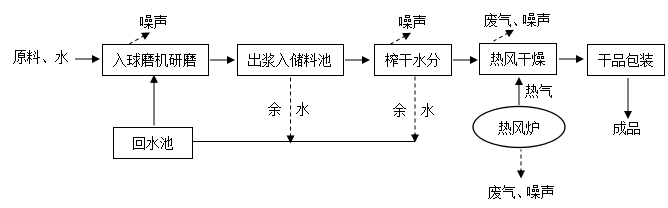 噪声
噪声
废气、噪声
原料、水
入球磨机研磨
出浆入储料池
榨干水分
热风干燥
干品包装
热气
余 水
余 水
回水池
热风炉
成品
废气、噪声